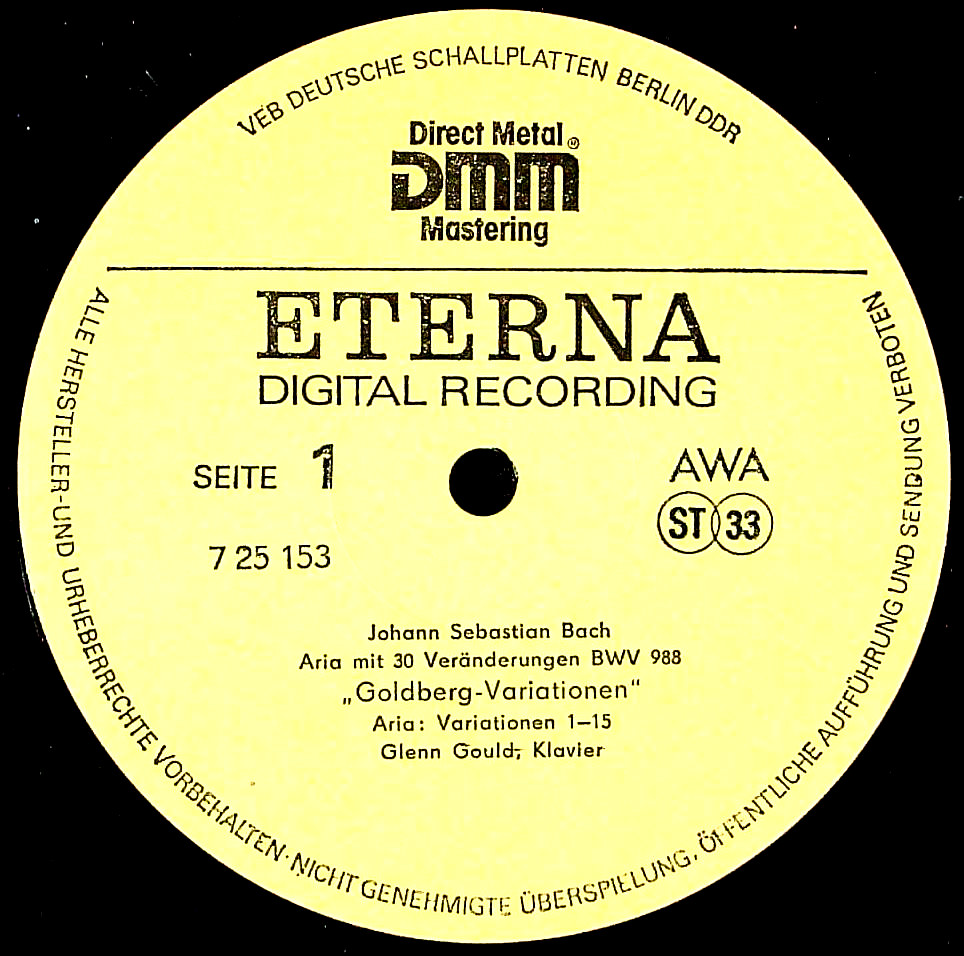 VEB DEUTSCHE SCHALLPLATTEN BERLIN DDR
Direct Metal
DMM
Mastering
ETERNA
DIGITAL RECORDING
SEITE 1
AWA
ST 33
7 25 153
Johann Sebastian Bach
Aria mit 30 Veränderungen BWV 988
„Goldberg-Variationen“
Aria: Variationen 1–15
Glenn Gould, Klavier
ALLE HERSTELLER-UND URHEBERRECHTE VORBEHALTEN· NICHT GENEHMIGTE ÜBERSPIELUNG, ÖFFENTLICHE AUFFÜHRUNG UND SENDUNG VERBOTEN